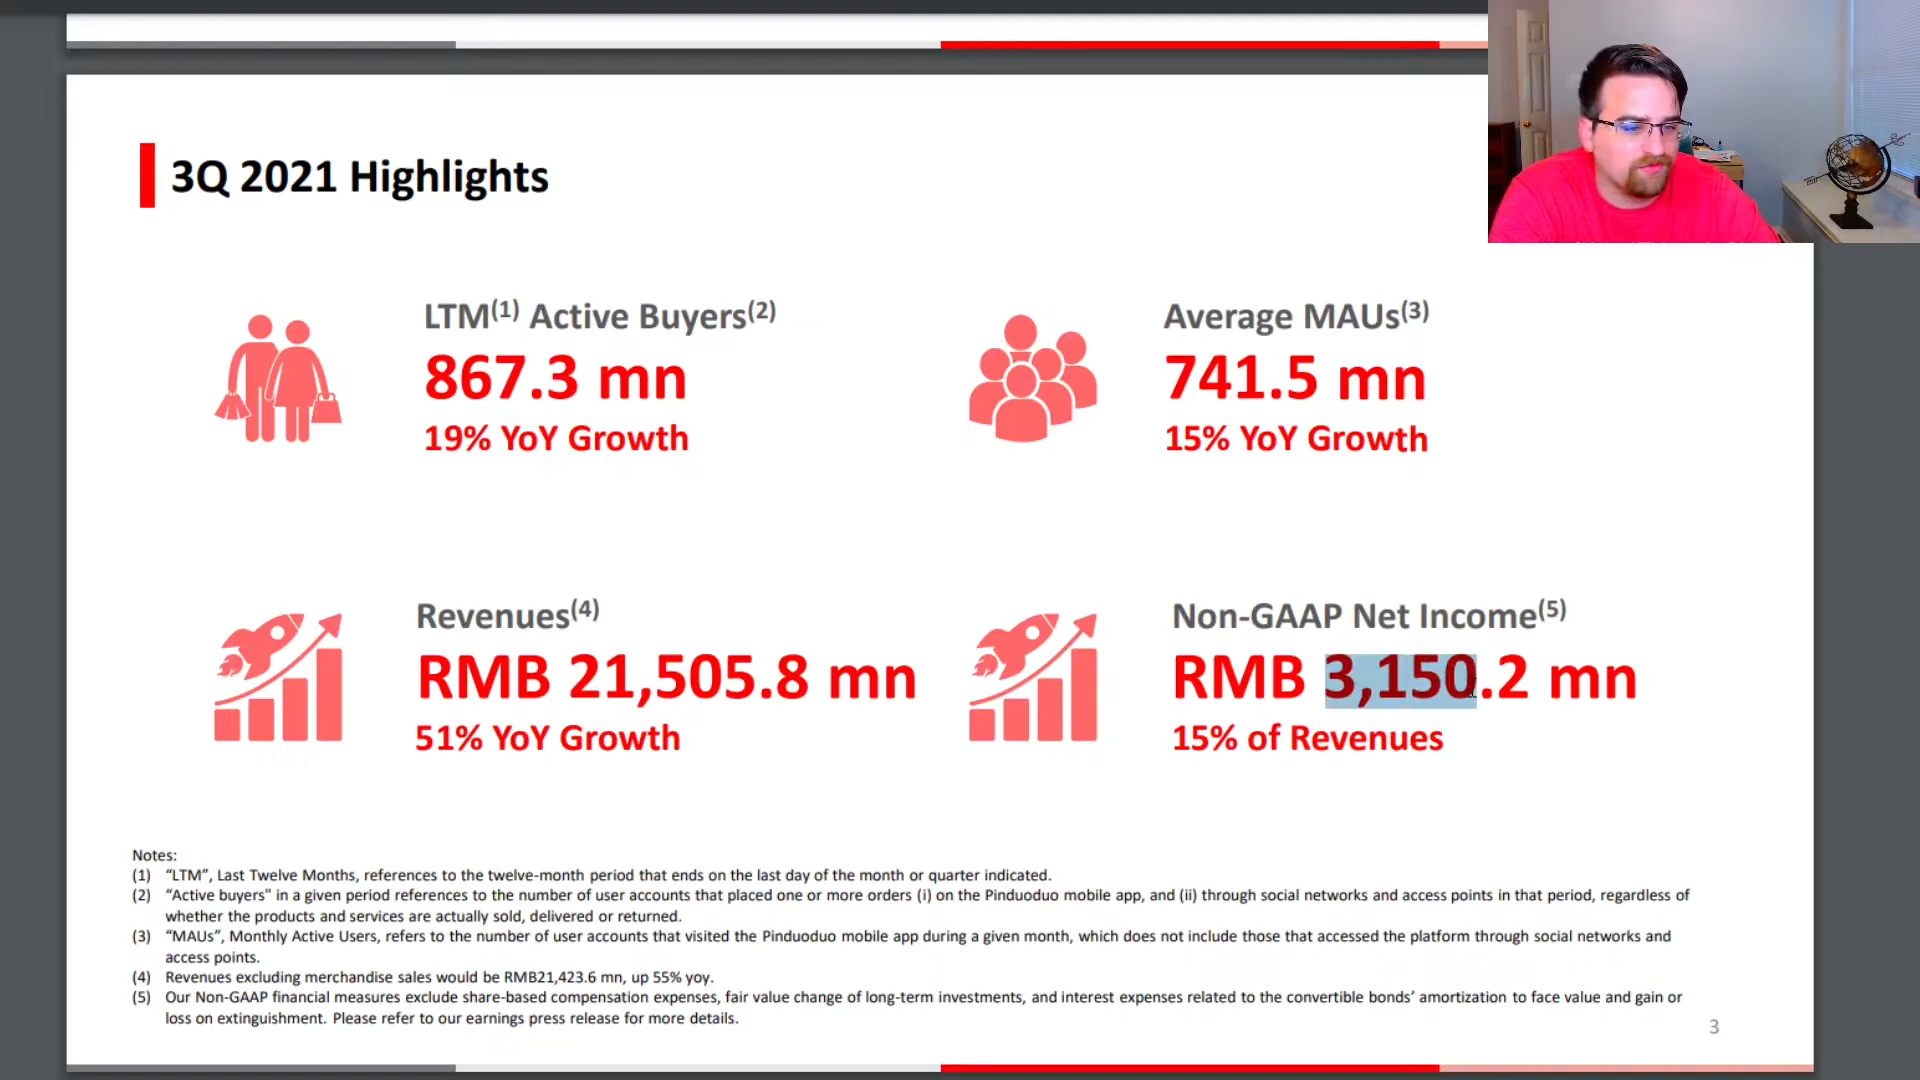 3Q 2021 Highlights
LTM(1) Active Buyers(2)
867.3 mn
19% YoY Growth
Average MAUs(3)
741.5 mn
15% YoY Growth
Revenues(4)
RMB 21,505.8 mn
51% YoY Growth
Non-GAAP Net Income(5)
RMB 3,150.2 mn
15% of Revenues
Notes:
(1) “LTM”, Last Twelve Months, references to the twelve-month period that ends on the last day of the month or quarter indicated.
(2) “Active buyers" in a given period references to the number of user accounts that placed one or more orders (i) on the Pinduoduo mobile app, and (ii) through social networks and access points in that period, regardless of
whether the products and services are actually sold, delivered or returned.
(3) “MAUs”, Monthly Active Users, refers to the number of user accounts that visited the Pinduoduo mobile app during a given month, which does not include those that accessed the platform through social networks and
access points.
(4) Revenues excluding merchandise sales would be RMB21,423.6 mn, up 55% yoy.
(5) Our Non-GAAP financial measures exclude share-based compensation expenses, fair value change of long-term investments, and interest expenses related to the convertible bonds’ amortization to face value and gain or
loss on extinguishment. Please refer to our earnings press release for more details.
3